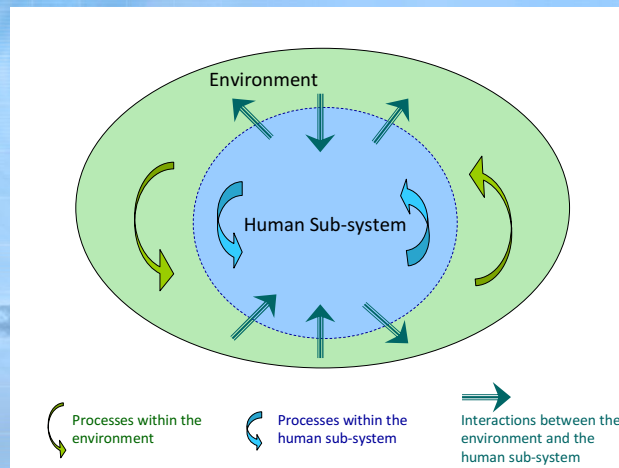 Environment
Human Sub-system
Processes within the
environment
Processes within the
human sub-system
Interactions between the
environment and the
human sub-system